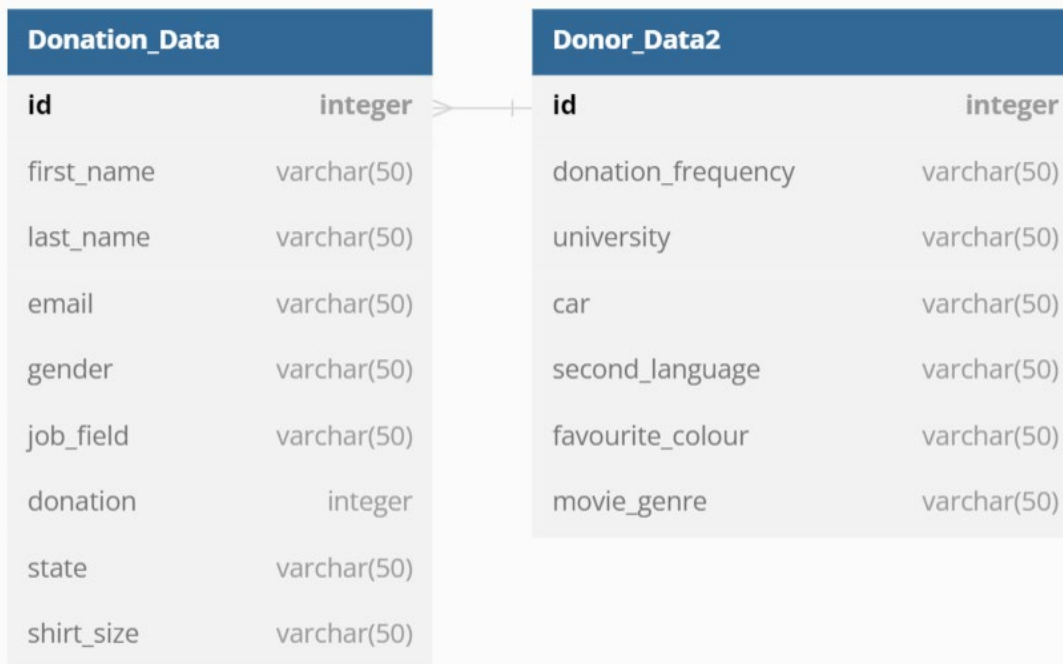 Donation_Data
id integer
first_name varchar(50)
last_name varchar(50)
email varchar(50)
gender varchar(50)
job_field varchar(50)
donation integer
state varchar(50)
shirt_size varchar(50)
Donor_Data2
id integer
donation_frequency varchar(50)
university varchar(50)
car varchar(50)
second_language varchar(50)
favourite_colour varchar(50)
movie_genre varchar(50)